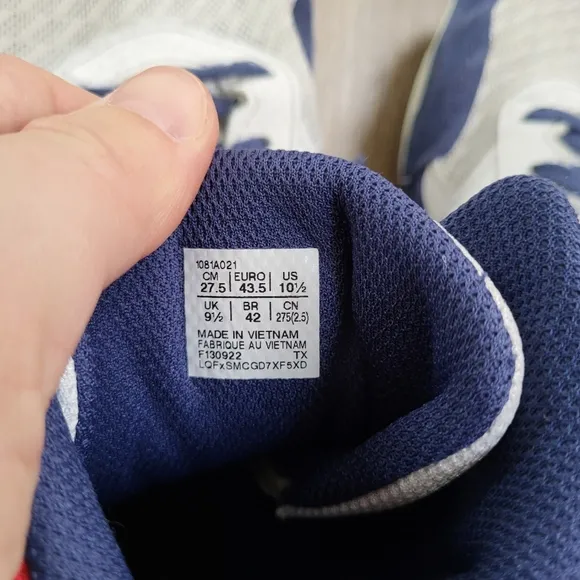 1081A021
CM EURO US
27.5 43.5 10½
UK BR CN
9½ 42 275(2.5)
MADE IN VIETNAM
FABRIQUE AU VIETNAM
F130922 TX
LQFxSMCGD7XF5XD